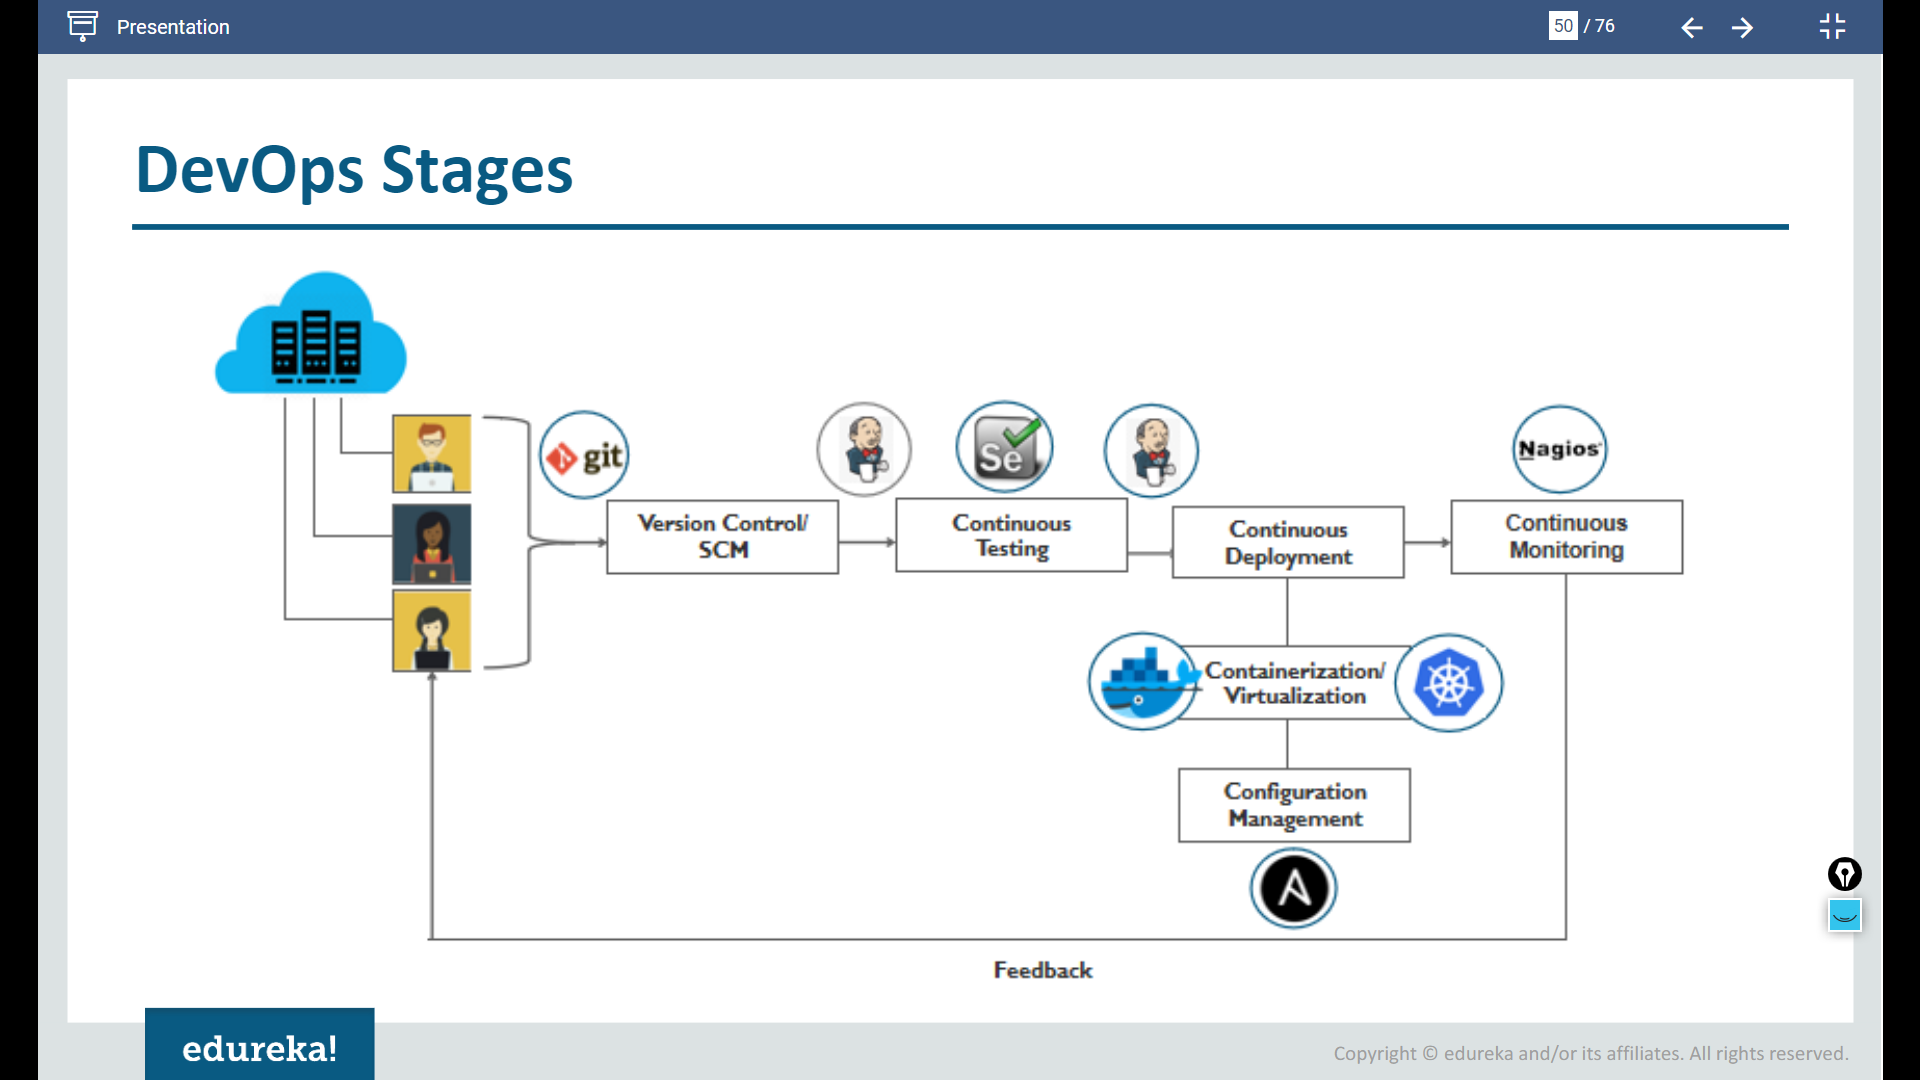 Presentation
50 / 76
DevOps Stages
git
Se
Nagios
Version Control/
SCM
Continuous
Testing
Continuous
Deployment
Continuous
Monitoring
Containerization/
Virtualization
Configuration
Management
Feedback
edureka!
Copyright © edureka and/or its affiliates. All rights reserved.